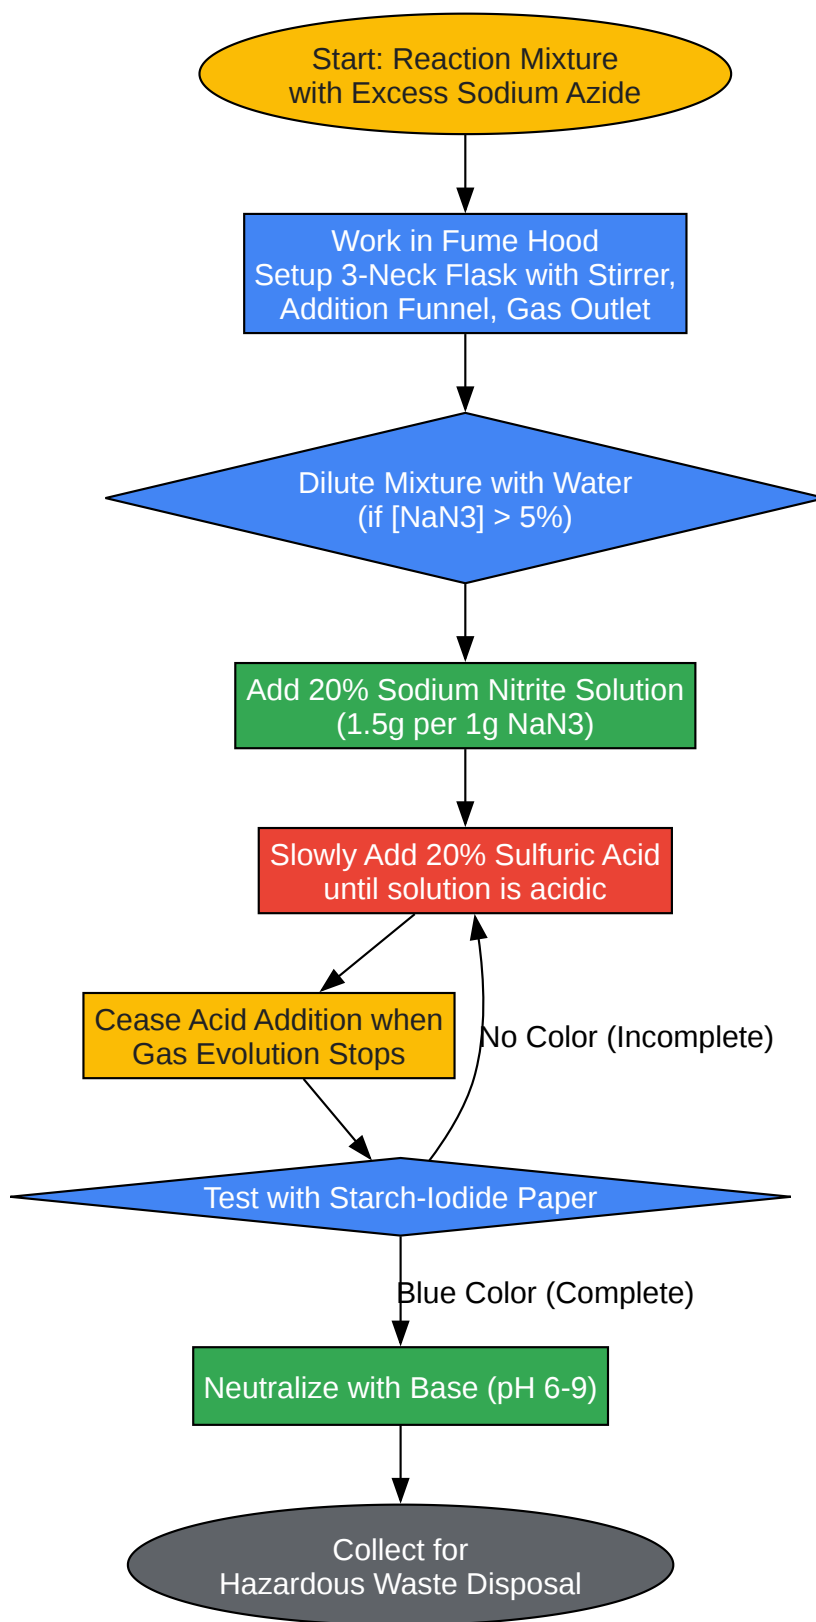 Start: Reaction Mixture
with Excess Sodium Azide
Work in Fume Hood
Setup 3-Neck Flask with Stirrer,
Addition Funnel, Gas Outlet
Dilute Mixture with Water
(if [NaN3] > 5%)
Add 20% Sodium Nitrite Solution
(1.5g per 1g NaN3)
Slowly Add 20% Sulfuric Acid
until solution is acidic
Cease Acid Addition when
Gas Evolution Stops
No Color (Incomplete)
Test with Starch-Iodide Paper
Blue Color (Complete)
Neutralize with Base (pH 6-9)
Collect for
Hazardous Waste Disposal